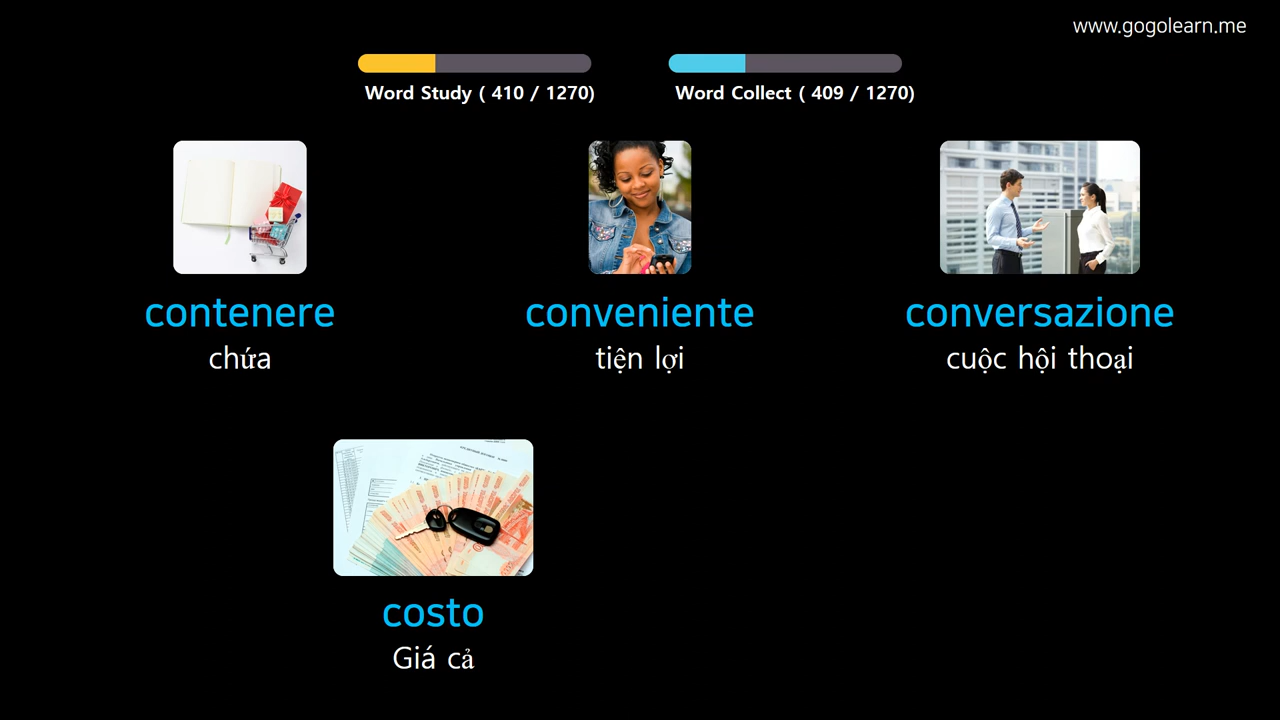 www.gogolearn.me
Word Study ( 410 / 1270)
Word Collect ( 409 / 1270)
contenere
conveniente
conversazione
chứa
tiện lợi
cuộc hội thoại
costo
Giá cả